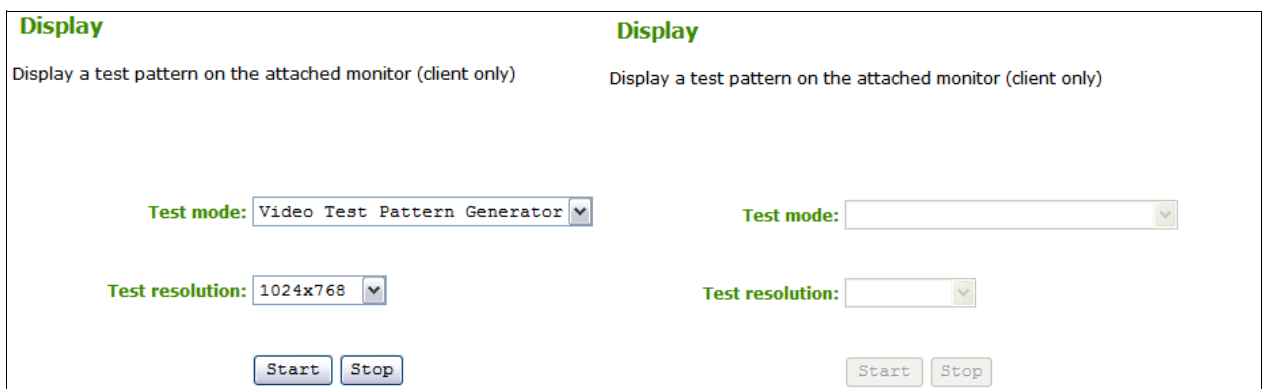 Display
Display a test pattern on the attached monitor (client only)
Test mode: Video Test Pattern Generator
Test resolution: 1024x768
Start Stop
Display
Display a test pattern on the attached monitor (client only)
Test mode:
Test resolution:
Start Stop